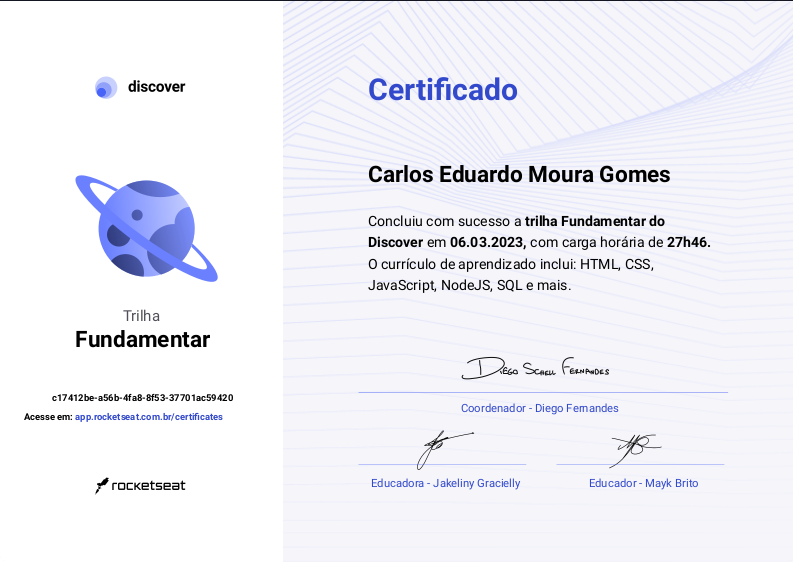 discover
Trilha
Fundamentar
c17412be-a56b-4fa8-8f53-37701ac59420
Acesse em: app.rocketseat.com.br/certificates
rocketseat
Certificado
Carlos Eduardo Moura Gomes
Concluiu com sucesso a trilha Fundamentar do
Discover em 06.03.2023, com carga horária de 27h46.
O currículo de aprendizado inclui: HTML, CSS,
JavaScript, NodeJS, SQL e mais.
Diego Schell Fernandes
Coordenador - Diego Fernandes
Educadora - Jakeliny Gracielly
Educador - Mayk Brito